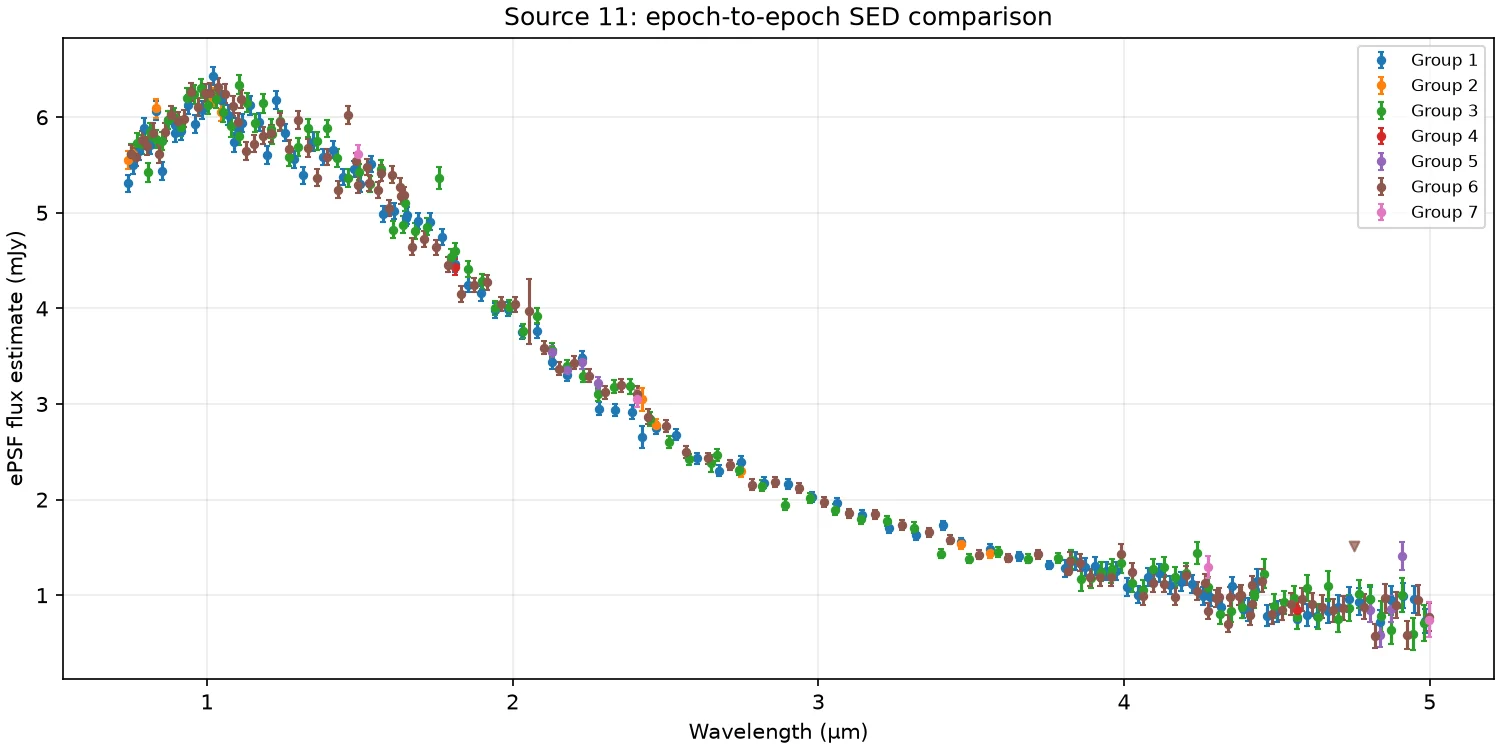 Source 11: epoch-to-epoch SED comparison
ePSF flux estimate (mJy)
6
5
4
3
2
1
1
2
3
4
5
Wavelength (μm)
Group 1
Group 2
Group 3
Group 4
Group 5
Group 6
Group 7